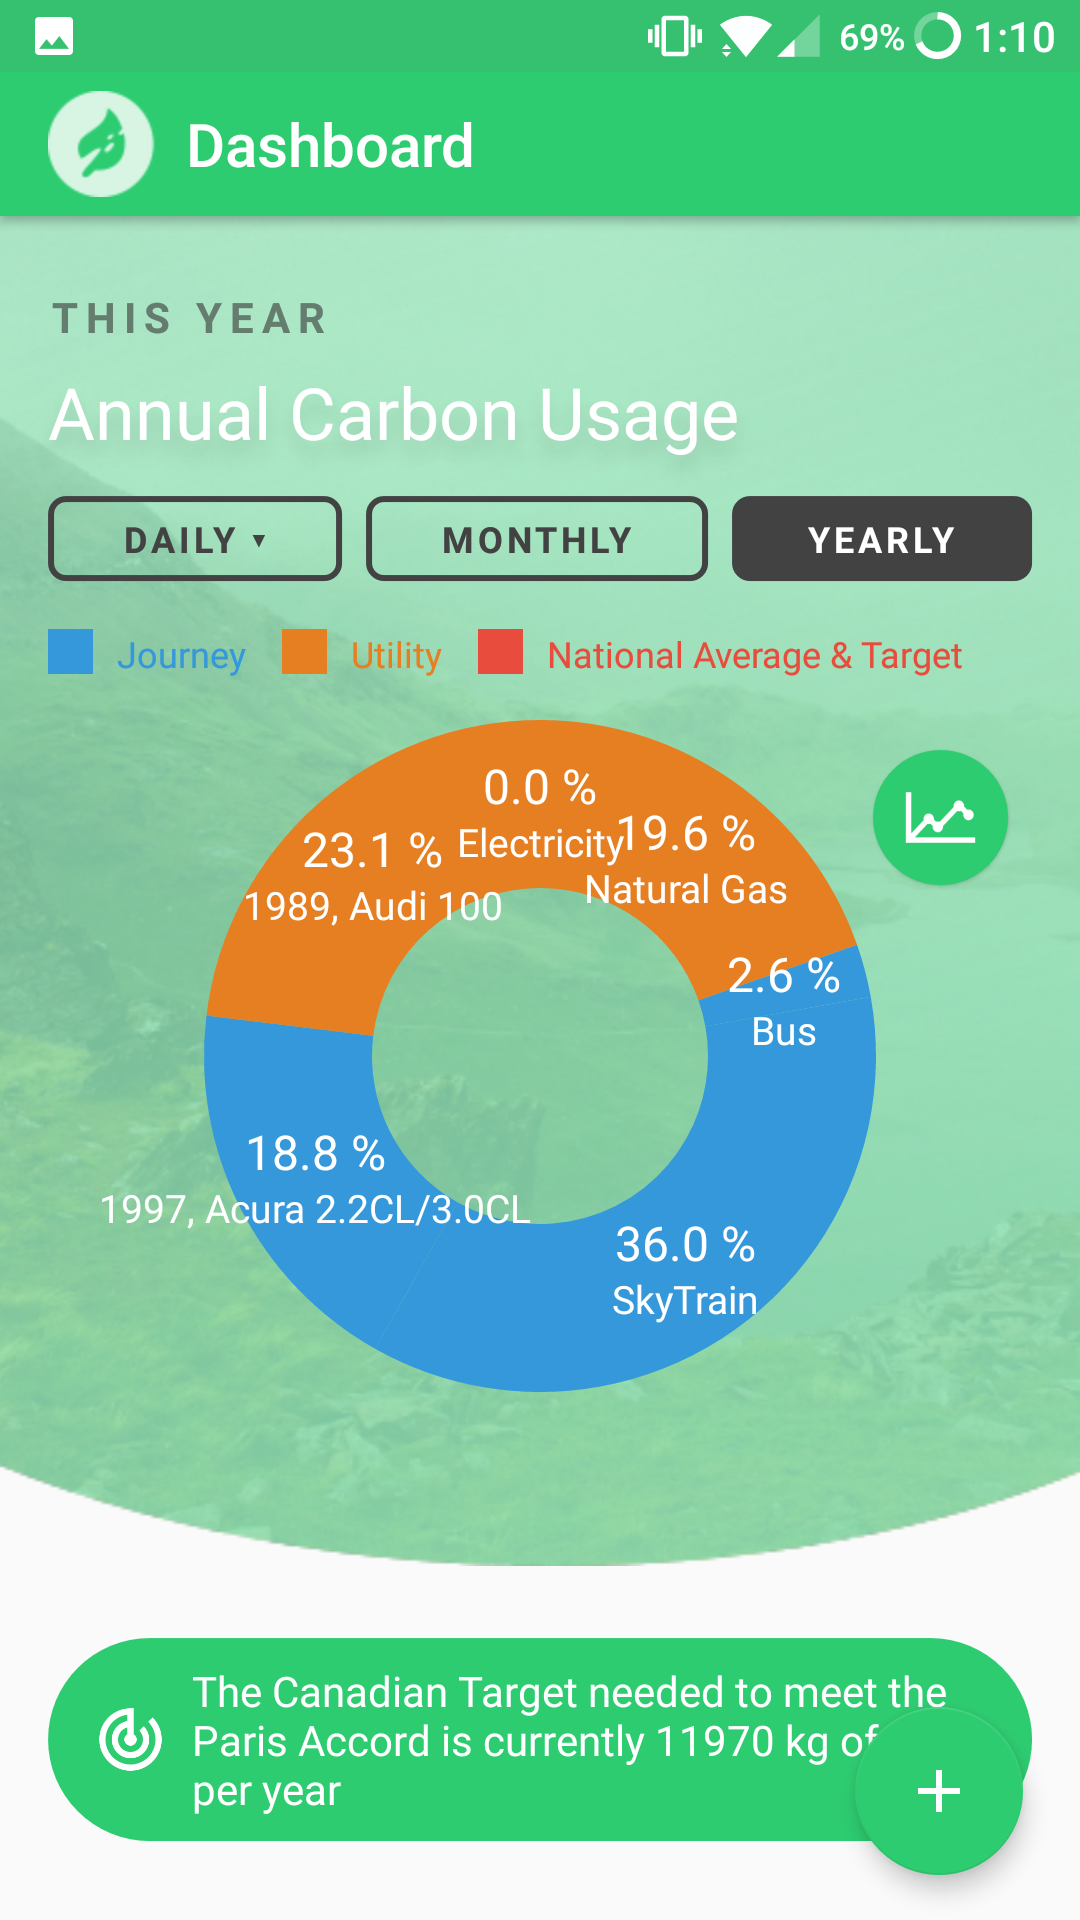 69% 1:10
Dashboard
THIS YEAR
Annual Carbon Usage
DAILY ▾ MONTHLY YEARLY
Journey Utility National Average & Target
0.0 %
Electricity
19.6 %
Natural Gas
23.1 %
1989, Audi 100
2.6 %
Bus
18.8 %
1997, Acura 2.2CL/3.0CL
36.0 %
SkyTrain
The Canadian Target needed to meet the
Paris Accord is currently 11970 kg of
per year